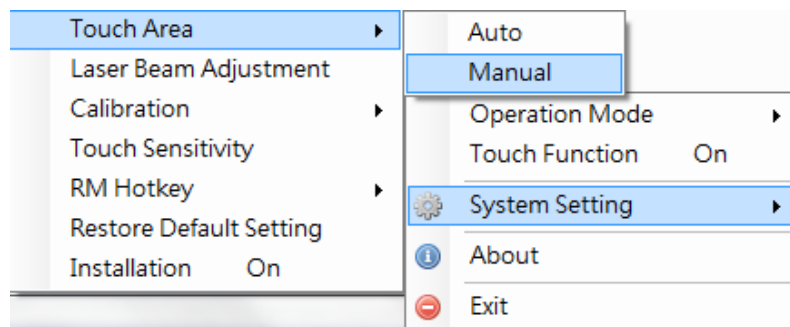 Touch Area
Laser Beam Adjustment
Calibration
Touch Sensitivity
RM Hotkey
Restore Default Setting
Installation On
Auto
Manual
Operation Mode
Touch Function On
System Setting
About
Exit